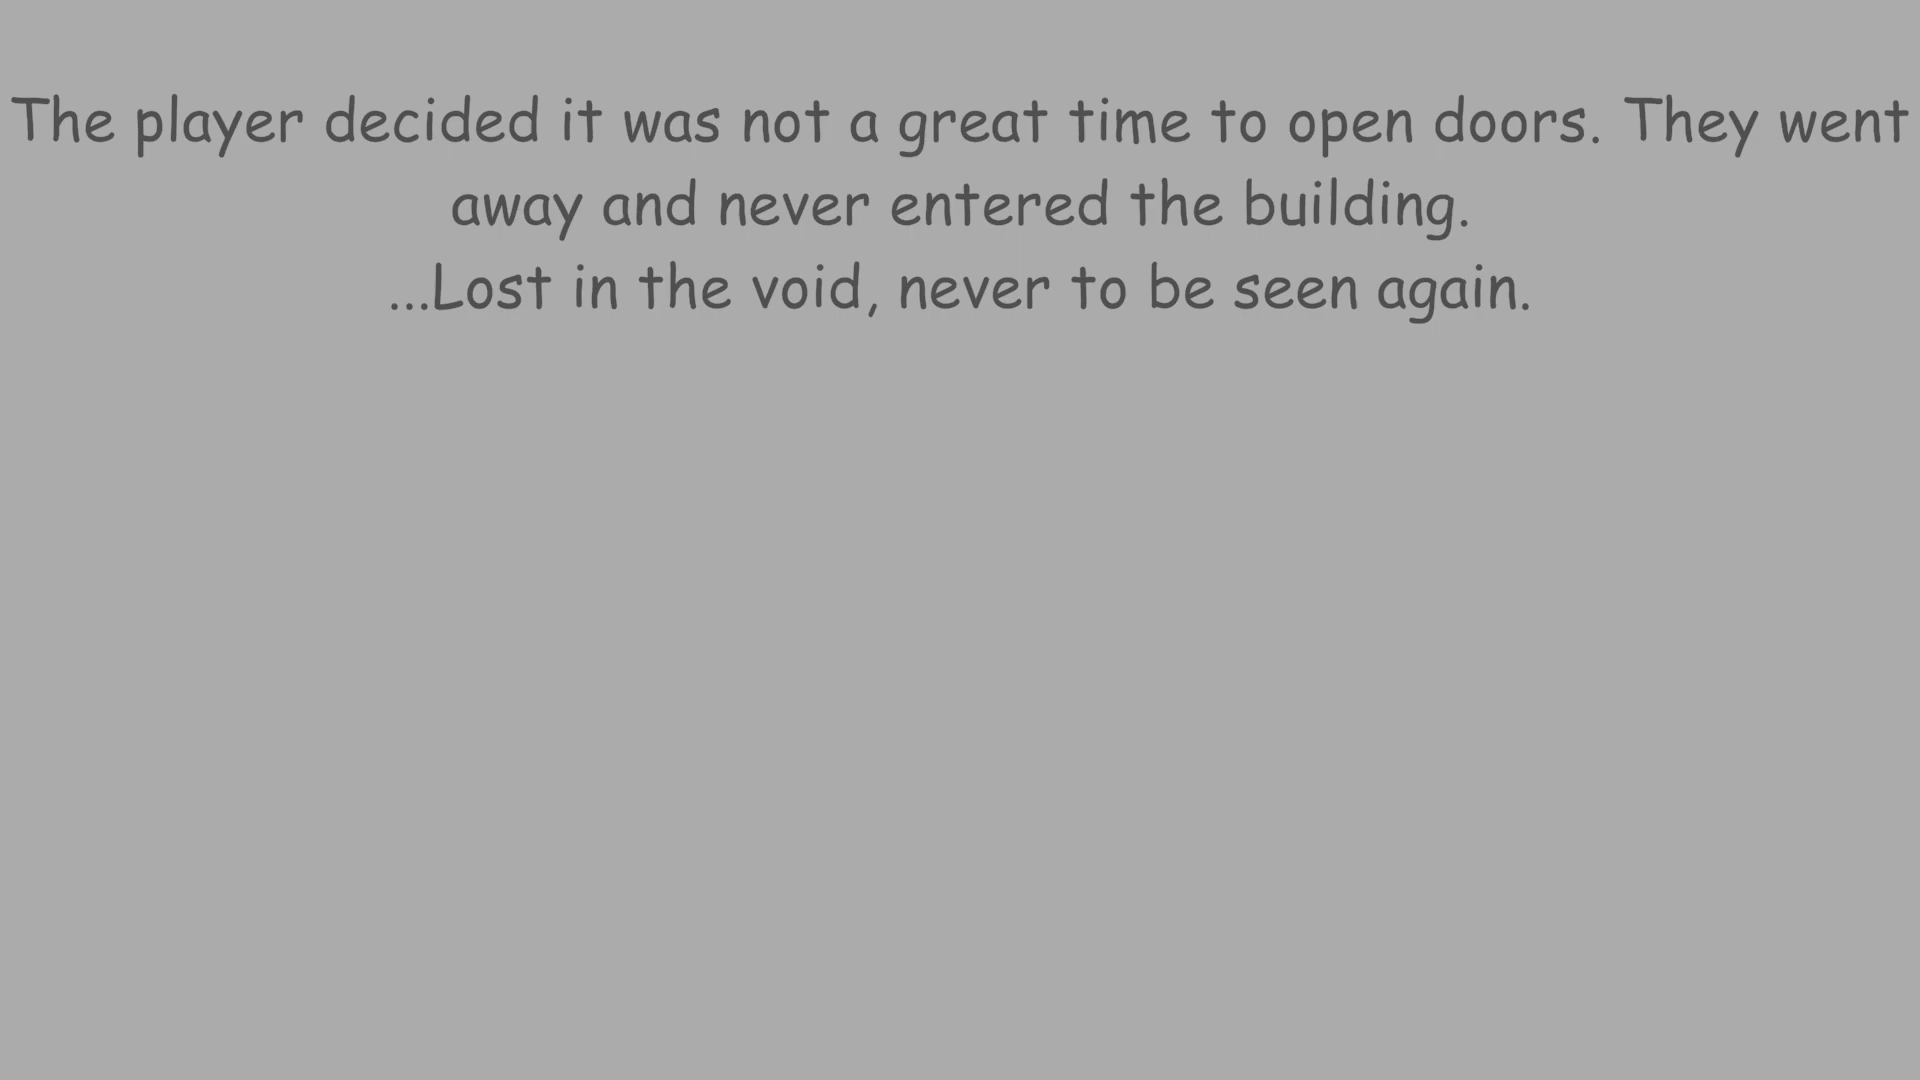 The player decided it was not a great time to open doors. They went
away and never entered the building.
...Lost in the void, never to be seen again.